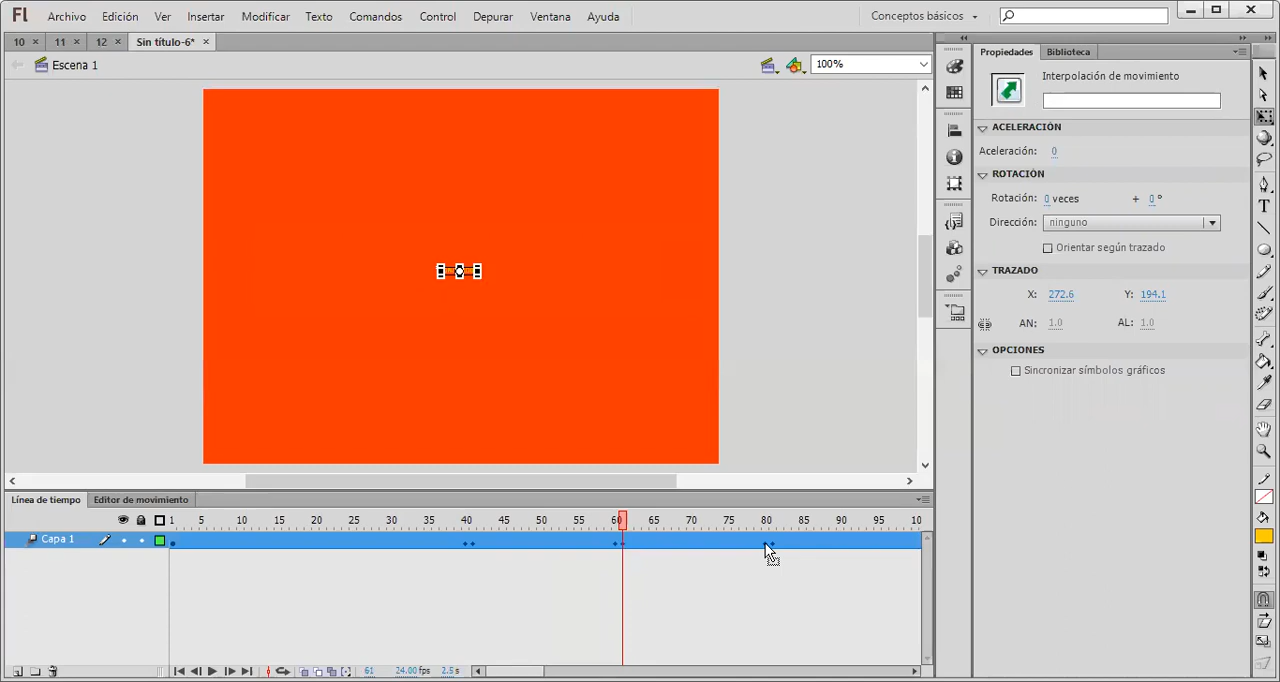 Fl Archivo Edición Ver Insertar Modificar Texto Comandos Control Depurar Ventana Ayuda Conceptos básicos
10 × 11 × 12 × Sin título-6* ×
Escena 1 100%
Propiedades Biblioteca
Interpolación de movimiento
ACELERACIÓN
Aceleración: 0
ROTACIÓN
Rotación: 0 veces + 0 °
Dirección: ninguno
Orientar según trazado
TRAZADO
X: 272.6 Y: 194.1
AN: 1.0 AL: 1.0
OPCIONES
Sincronizar símbolos gráficos
Línea de tiempo Editor de movimiento
1 5 10 15 20 25 30 35 40 45 50 55 60 65 70 75 80 85 90 95 10
Capa 1
61 24.00 fps 2.5 s